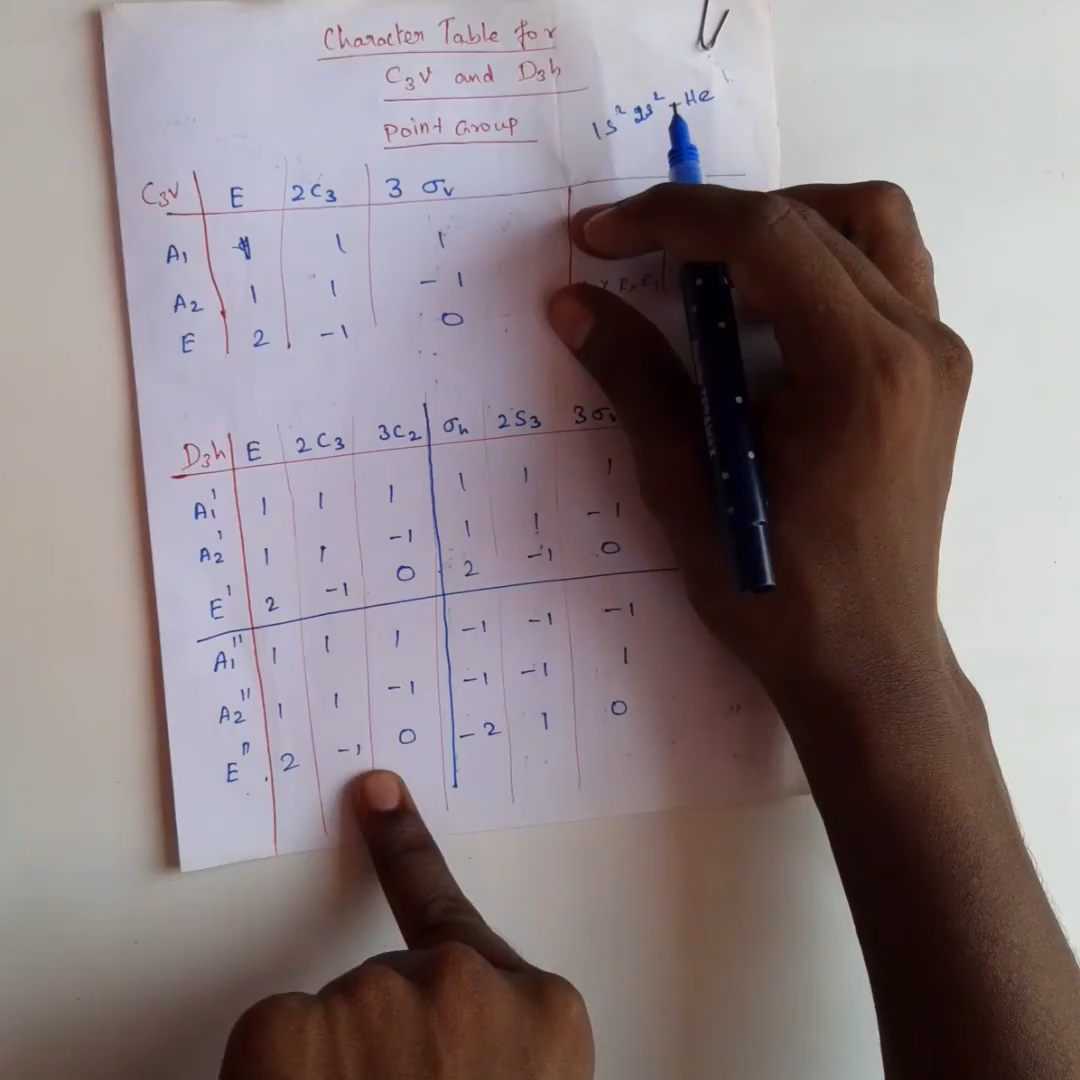 Character Table for
C₃v and D₃h
Point Group
1s² 2s² - He
C₃v E 2C₃ 3 σᵥ
A₁ 1 1 1
A₂ 1 1 -1
E 2 -1 0
D₃h E 2C₃ 3C₂ σₕ 2S₃ 3σᵥ
A₁' 1 1 1 1 1 1
A₂' 1 1 -1 1 1 -1
E' 2 -1 0 2 -1 0
A₁'' 1 1 1 -1 -1 -1
A₂'' 1 1 -1 -1 -1 1
E'' 2 -1 0 -2 1 0